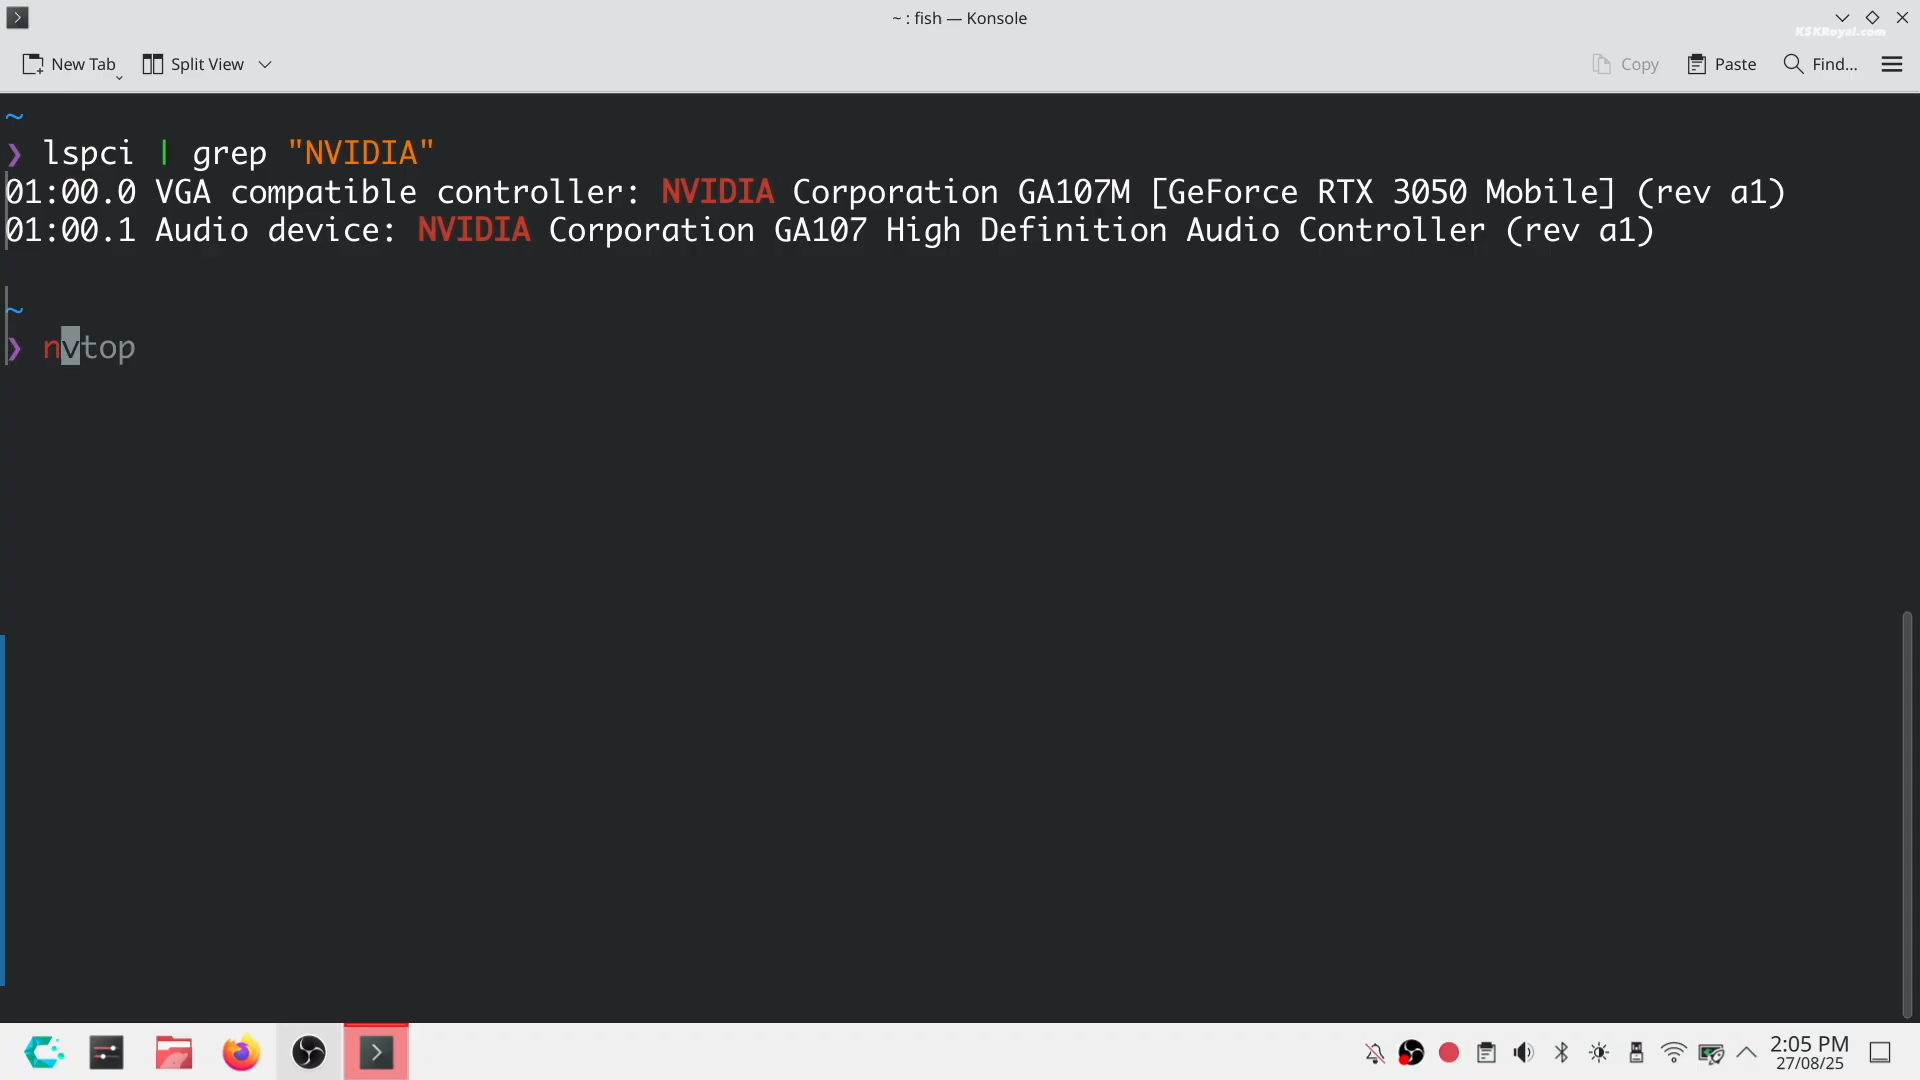 ~ : fish — Konsole
KSKRoyal.com
New Tab
Split View
Copy
Paste
Find...
~
❯ lspci | grep "NVIDIA"
01:00.0 VGA compatible controller: NVIDIA Corporation GA107M [GeForce RTX 3050 Mobile] (rev a1)
01:00.1 Audio device: NVIDIA Corporation GA107 High Definition Audio Controller (rev a1)
~
❯ nvtop
2:05 PM
27/08/25